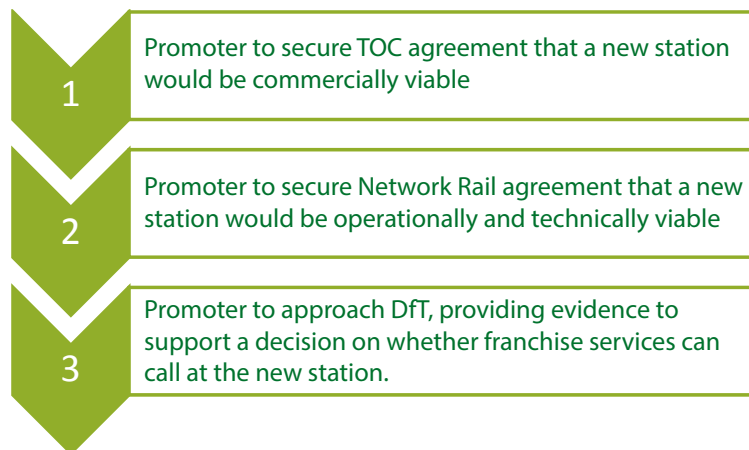 1
Promoter to secure TOC agreement that a new station
would be commercially viable
2
Promoter to secure Network Rail agreement that a new
station would be operationally and technically viable
3
Promoter to approach DfT, providing evidence to
support a decision on whether franchise services can
call at the new station.